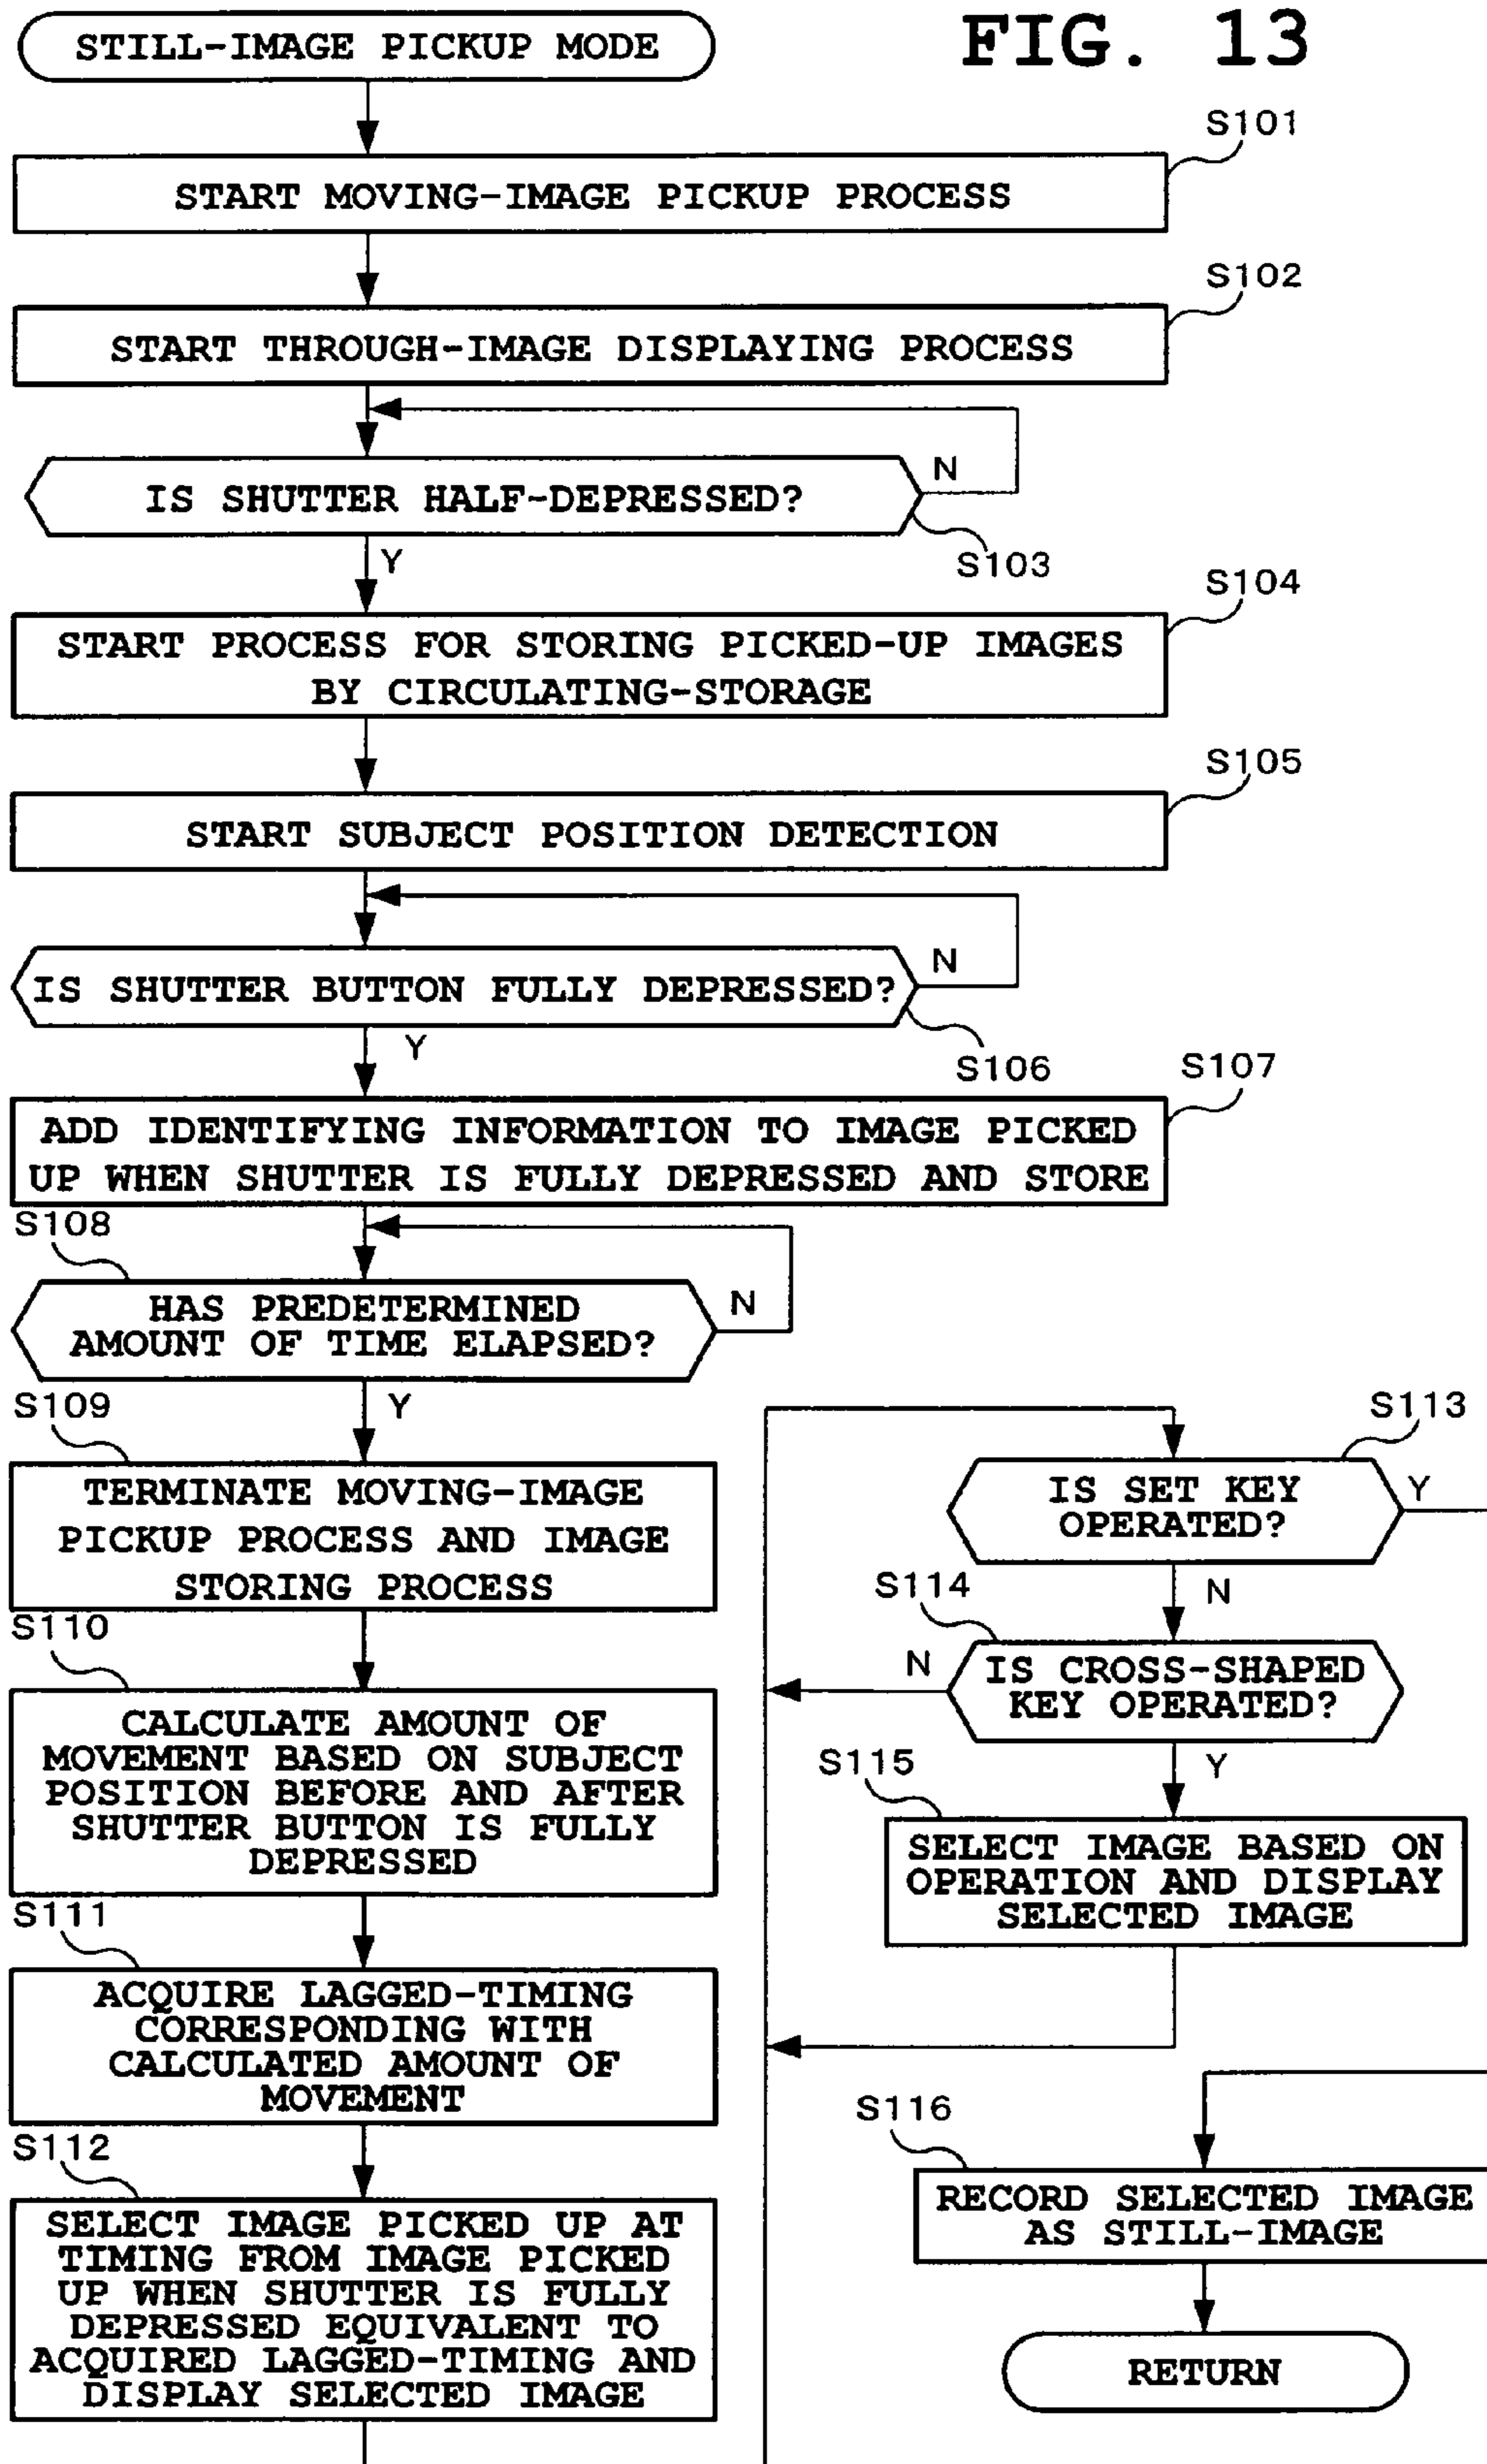 FIG. 13
STILL-IMAGE PICKUP MODE
S101
START MOVING-IMAGE PICKUP PROCESS
S102
START THROUGH-IMAGE DISPLAYING PROCESS
N
IS SHUTTER HALF-DEPRESSED?
S103
Y
S104
START PROCESS FOR STORING PICKED-UP IMAGES
BY CIRCULATING-STORAGE
S105
START SUBJECT POSITION DETECTION
N
IS SHUTTER BUTTON FULLY DEPRESSED?
S106
Y
S107
ADD IDENTIFYING INFORMATION TO IMAGE PICKED
UP WHEN SHUTTER IS FULLY DEPRESSED AND STORE
S108
HAS PREDETERMINED
AMOUNT OF TIME ELAPSED?
N
Y
S109
TERMINATE MOVING-IMAGE
PICKUP PROCESS AND IMAGE
STORING PROCESS
S110
CALCULATE AMOUNT OF
MOVEMENT BASED ON SUBJECT
POSITION BEFORE AND AFTER
SHUTTER BUTTON IS FULLY
DEPRESSED
S111
ACQUIRE LAGGED-TIMING
CORRESPONDING WITH
CALCULATED AMOUNT OF
MOVEMENT
S112
SELECT IMAGE PICKED UP AT
TIMING FROM IMAGE PICKED
UP WHEN SHUTTER IS FULLY
DEPRESSED EQUIVALENT TO
ACQUIRED LAGGED-TIMING AND
DISPLAY SELECTED IMAGE
S113
IS SET KEY
OPERATED?
Y
N
S114
IS CROSS-SHAPED
KEY OPERATED?
N
Y
S115
SELECT IMAGE BASED ON
OPERATION AND DISPLAY
SELECTED IMAGE
S116
RECORD SELECTED IMAGE
AS STILL-IMAGE
RETURN